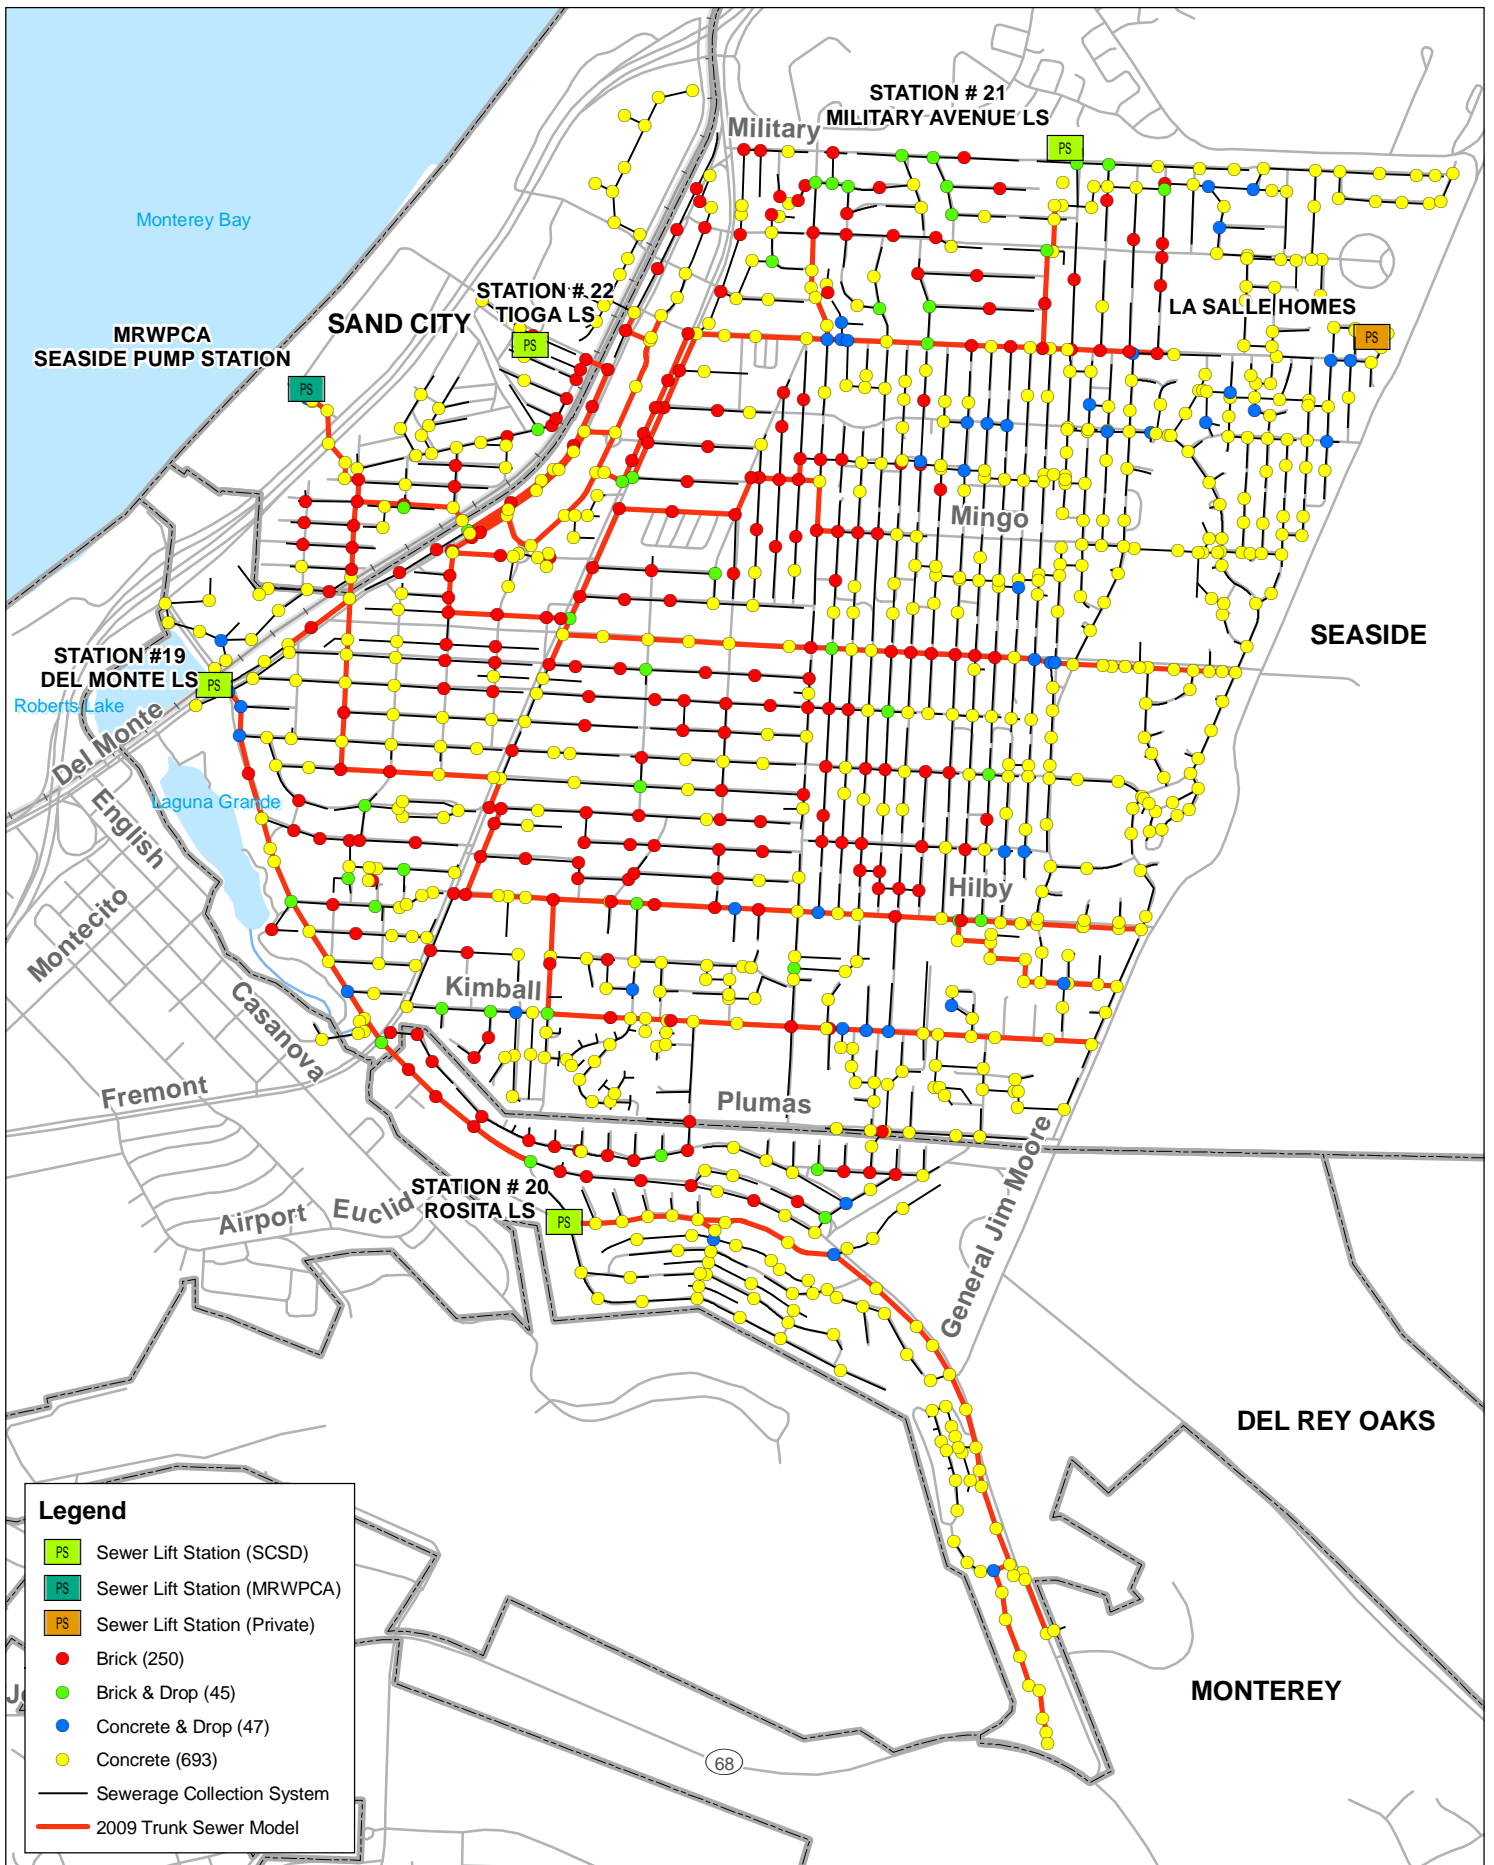 STATION # 21
MILITARY AVENUE LS
PS
Military
Monterey Bay
STATION # 22
TIOGA LS
PS
SAND CITY
LA SALLE HOMES
PS
MRWPCA
SEASIDE PUMP STATION
PS
Mingo
SEASIDE
STATION #19
DEL MONTE LS
PS
Roberts Lake
Del Monte
Laguna Grande
English
Hilby
Montecito
Kimball
Casanova
Fremont
Plumas
General Jim Moore
STATION # 20
ROSITA LS
PS
Airport
Euclid
DEL REY OAKS
MONTEREY
68
Legend
PS Sewer Lift Station (SCSD)
PS Sewer Lift Station (MRWPCA)
PS Sewer Lift Station (Private)
Brick (250)
Brick & Drop (45)
Concrete & Drop (47)
Concrete (693)
Sewerage Collection System
2009 Trunk Sewer Model